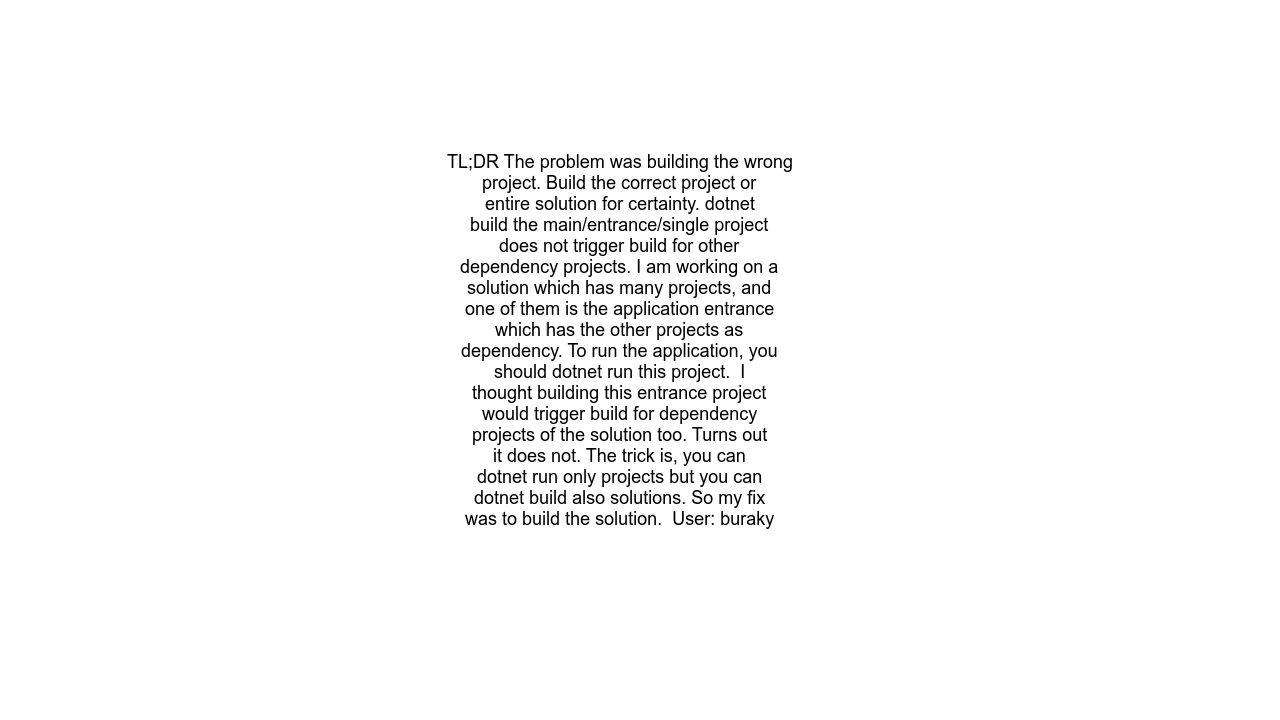 TL;DR The problem was building the wrong
project. Build the correct project or
entire solution for certainty. dotnet
build the main/entrance/single project
does not trigger build for other
dependency projects. I am working on a
solution which has many projects, and
one of them is the application entrance
which has the other projects as
dependency. To run the application, you
should dotnet run this project.  I
thought building this entrance project
would trigger build for dependency
projects of the solution too. Turns out
it does not. The trick is, you can
dotnet run only projects but you can
dotnet build also solutions. So my fix
was to build the solution.  User: buraky